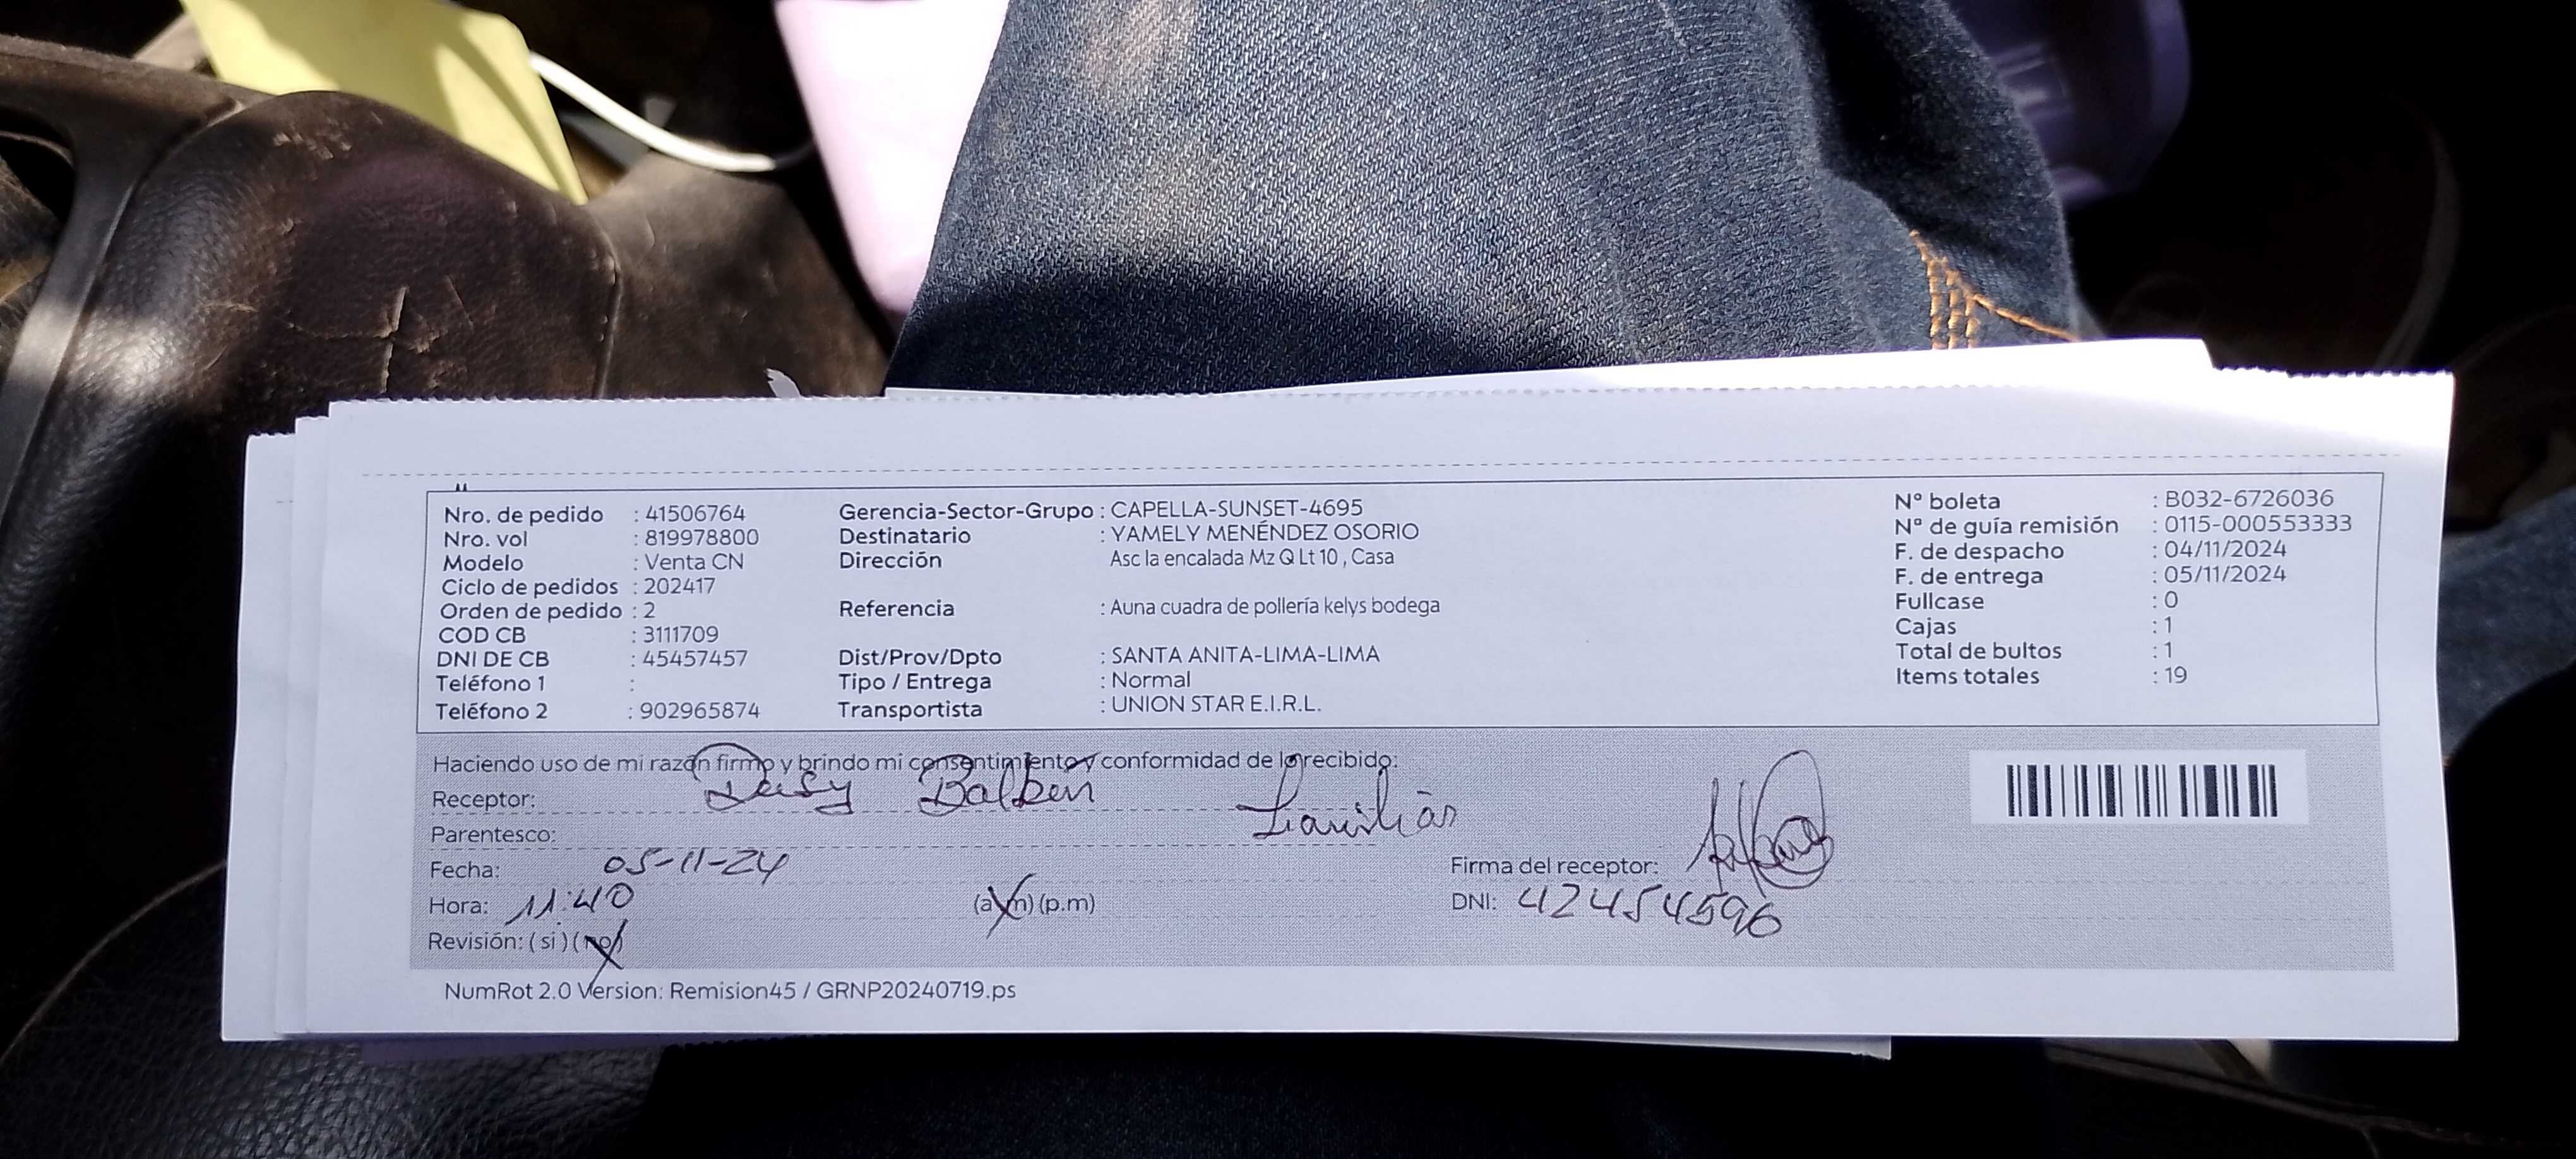 Nro. de pedido : 41506764
Nro. vol : 819978800
Modelo : Venta CN
Ciclo de pedidos : 202417
Orden de pedido : 2
COD CB : 3111709
DNI DE CB : 45457457
Teléfono 1 :
Teléfono 2 : 902965874
Gerencia-Sector-Grupo : CAPELLA-SUNSET-4695
Destinatario : YAMELY MENÉNDEZ OSORIO
Dirección Asc la encalada Mz Q Lt 10 , Casa
Referencia : Auna cuadra de pollería kelys bodega
Dist/Prov/Dpto : SANTA ANITA-LIMA-LIMA
Tipo / Entrega : Normal
Transportista : UNION STAR E.I.R.L.
Nº boleta : B032-6726036
Nº de guía remisión : 0115-000553333
F. de despacho : 04/11/2024
F. de entrega : 05/11/2024
Fullcase : 0
Cajas : 1
Total de bultos : 1
Items totales : 19
Haciendo uso de mi razón firmo y brindo mi consentimiento y conformidad de lo recibido:
Receptor: Daisy Balbin
Parentesco: Familiar
Fecha: 05-11-24
Firma del receptor:
Hora: 11:40 (a.m) (p.m)
DNI: 42454596
Revisión: ( si ) ( no )
NumRot 2.0 Version: Remision45 / GRNP20240719.ps